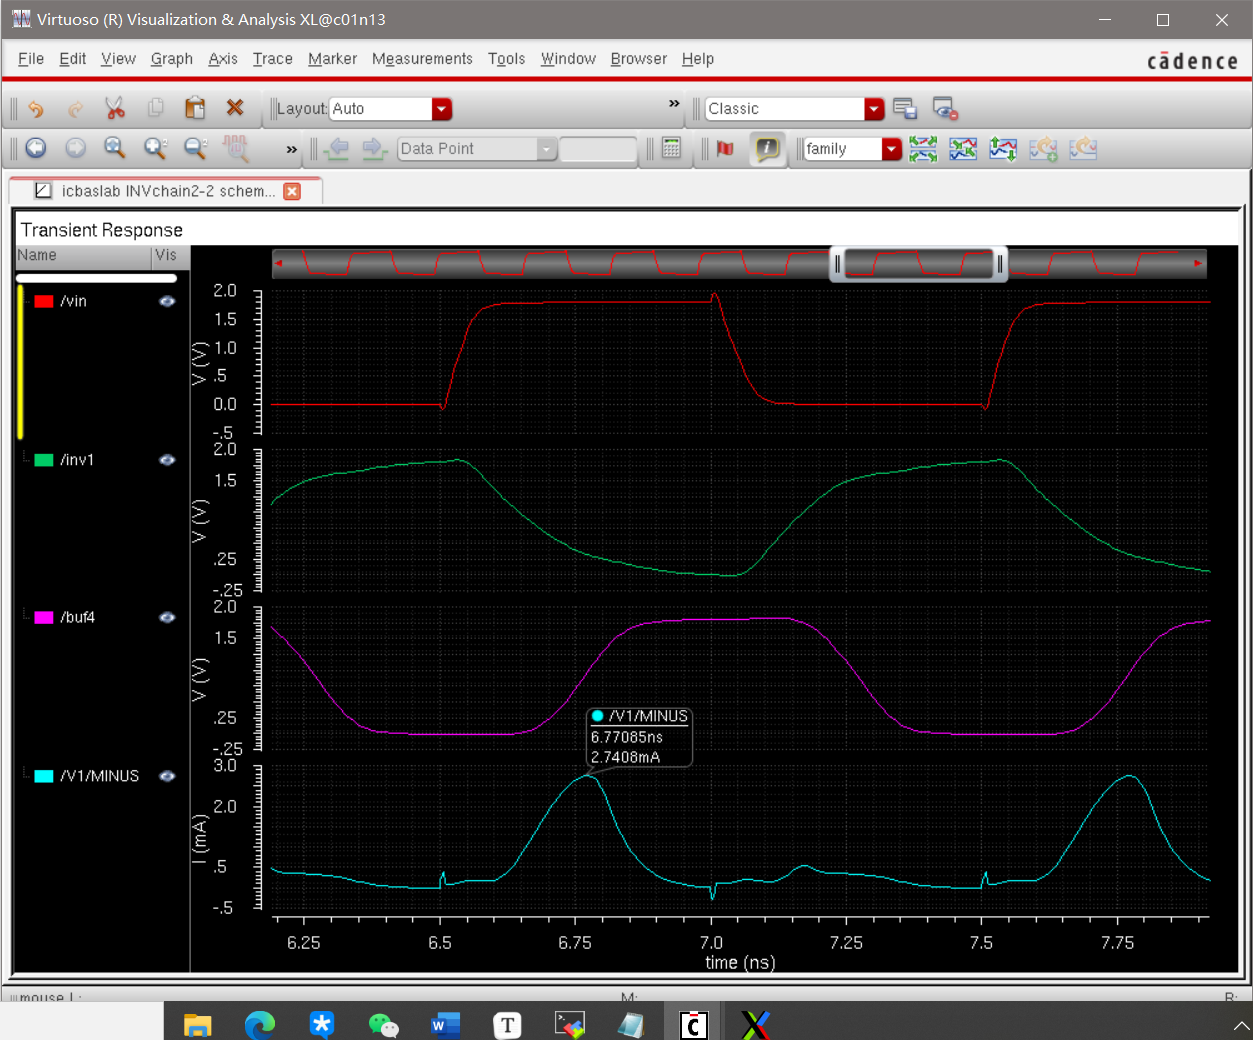 Virtuoso (R) Visualization & Analysis XL@c01n13
File Edit View Graph Axis Trace Marker Measurements Tools Window Browser Help
cādence
Layout: Auto
»
Classic
»
Data Point
family
icbaslab INVchain2-2 schem...
Transient Response
Name Vis
/vin
2.0
1.5
1.0
.5
0.0
-.5
V (V)
/inv1
2.0
1.5
.25
-.25
V (V)
/buf4
2.0
1.5
.25
-.25
V (V)
/V1/MINUS
6.77085ns
2.7408mA
/V1/MINUS
3.0
2.0
.5
-.5
I (mA)
6.25 6.5 6.75 7.0 7.25 7.5 7.75
time (ns)
mouse L: M: R:
W T C X